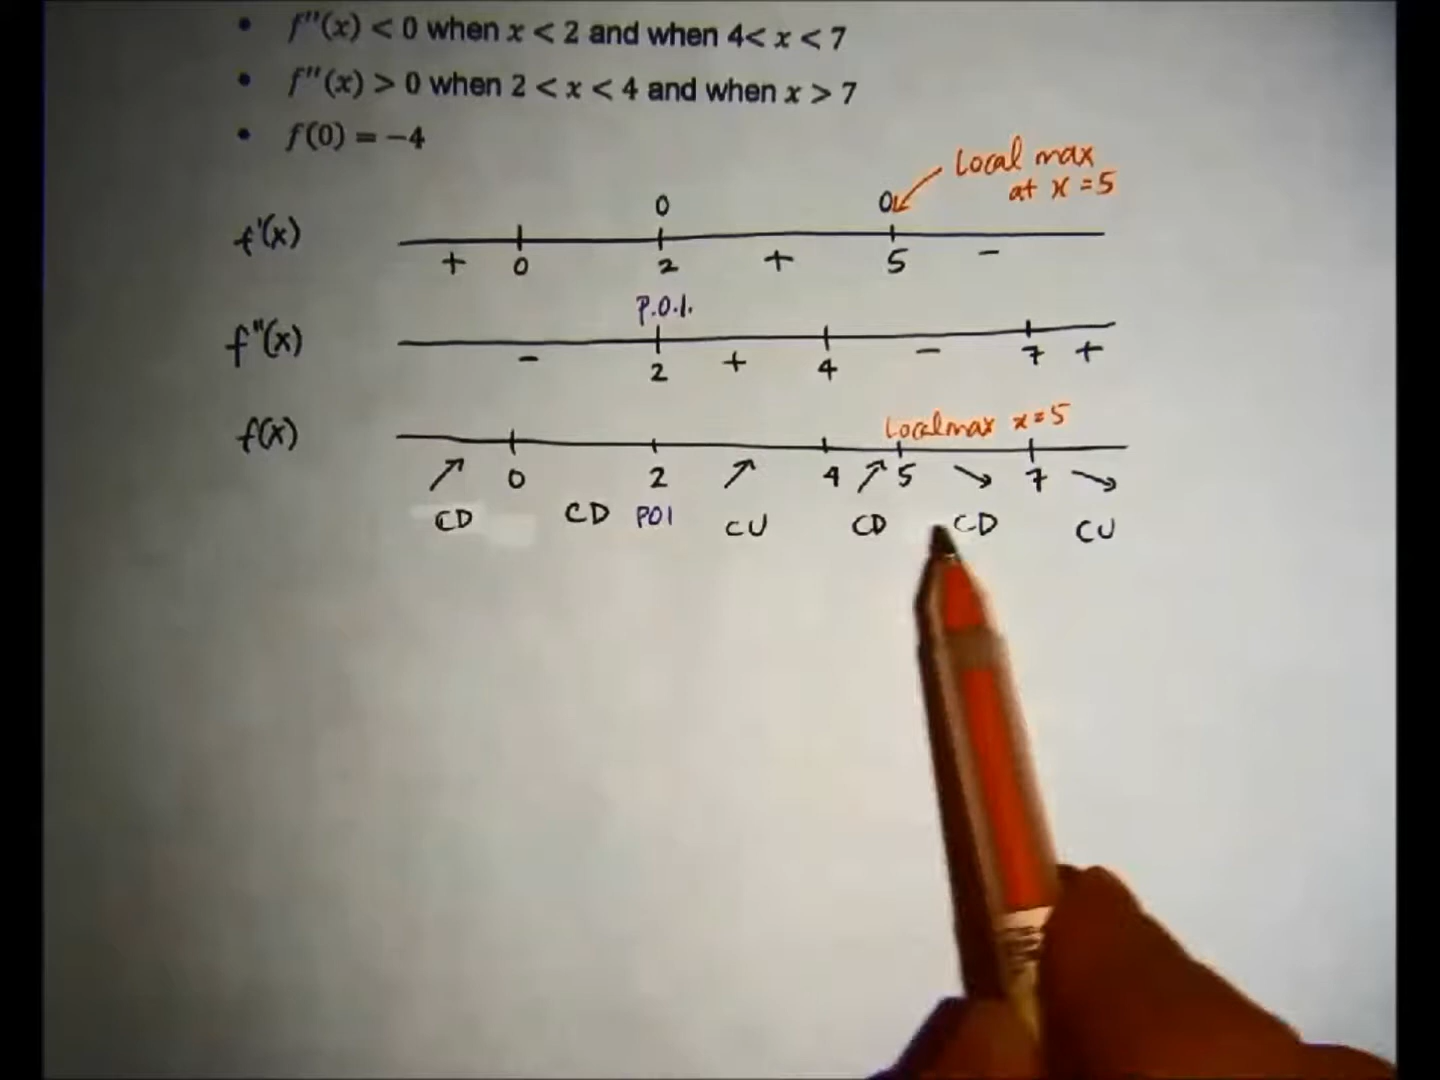 • f''(x) < 0 when x < 2 and when 4< x < 7
• f''(x) > 0 when 2 < x < 4 and when x > 7
• f(0) = −4
Local max
at x = 5
0 0
f'(x)
+ 0 2 + 5 −
P.O.I.
f''(x)
− 2 + 4 − 7 +
f(x)
Local max x = 5
↗ 0 2 ↗ 4 ↗ 5 ↘ 7 ↘
CD CD POI CU CD CD CU